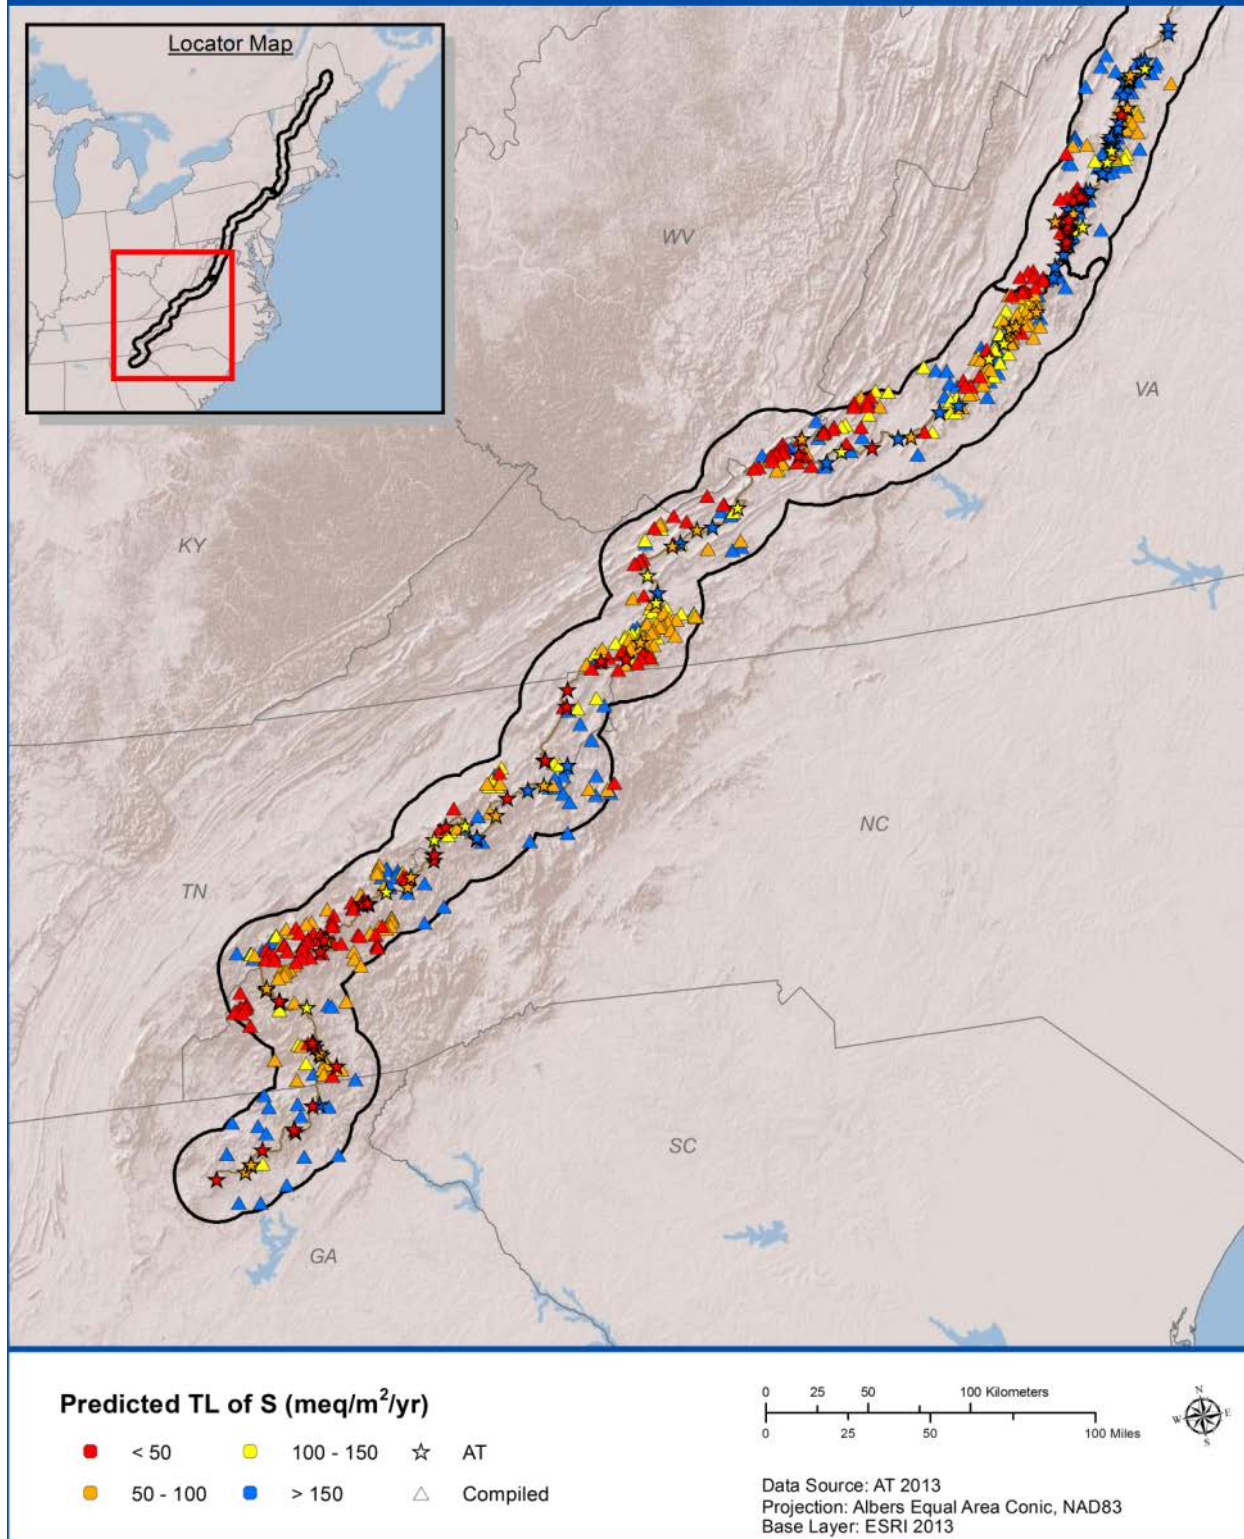 Locator Map
WV
VA
KY
NC
TN
SC
GA
Predicted TL of S (meq/m²/yr)
< 50
100 - 150
AT
50 - 100
> 150
Compiled
0 25 50 100 Kilometers
0 25 50 100 Miles
N
W E
S
Data Source: AT 2013
Projection: Albers Equal Area Conic, NAD83
Base Layer: ESRI 2013